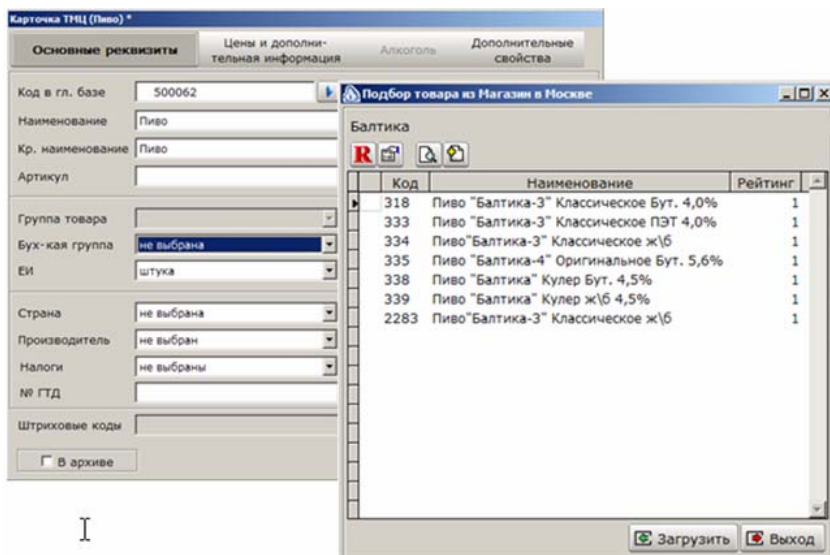 Карточка ТМЦ (Пиво) *
Основные реквизиты
Цены и дополни-
тельная информация
Алкоголь
Дополнительные
свойства
Код в гл. базе 500062
Наименование Пиво
Кр. наименование Пиво
Артикул
Группа товара
Бух-кая группа не выбрана
ЕИ штука
Страна не выбрана
Производитель не выбран
Налоги не выбраны
№ ГТД
Штриховые коды
В архиве
Подбор товара из Магазин в Москве
Балтика
R
Код Наименование Рейтинг
318 Пиво "Балтика-3" Классическое Бут. 4,0% 1
333 Пиво "Балтика-3" Классическое ПЭТ 4,0% 1
334 Пиво"Балтика-3" Классическое ж\б 1
335 Пиво "Балтика-4" Оригинальное Бут. 5,6% 1
338 Пиво "Балтика" Кулер Бут. 4,5% 1
339 Пиво "Балтика" Кулер ж\б 4,5% 1
2283 Пиво"Балтика-3" Классическое ж\б 1
Загрузить Выход